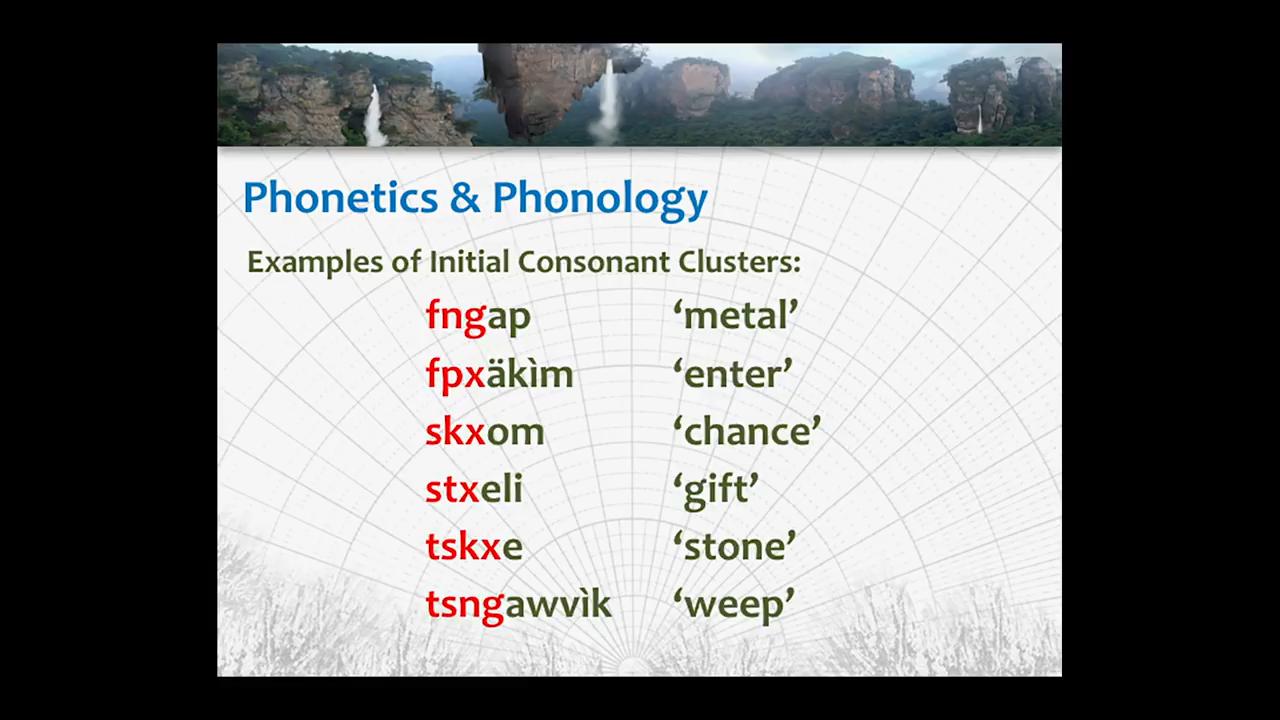 Phonetics & Phonology
Examples of Initial Consonant Clusters:
fngap ‘metal’
fpxäkìm ‘enter’
skxom ‘chance’
stxeli ‘gift’
tskxe ‘stone’
tsngawvìk ‘weep’